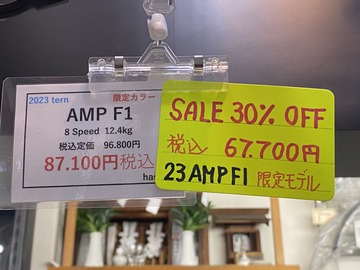 2023 tern 限定カラー
AMP F1
8 Speed 12.4kg
税込定価 96.800円
87.100円税込
SALE 30% OFF
税込 67.700円
23 AMP F1 限定モデル